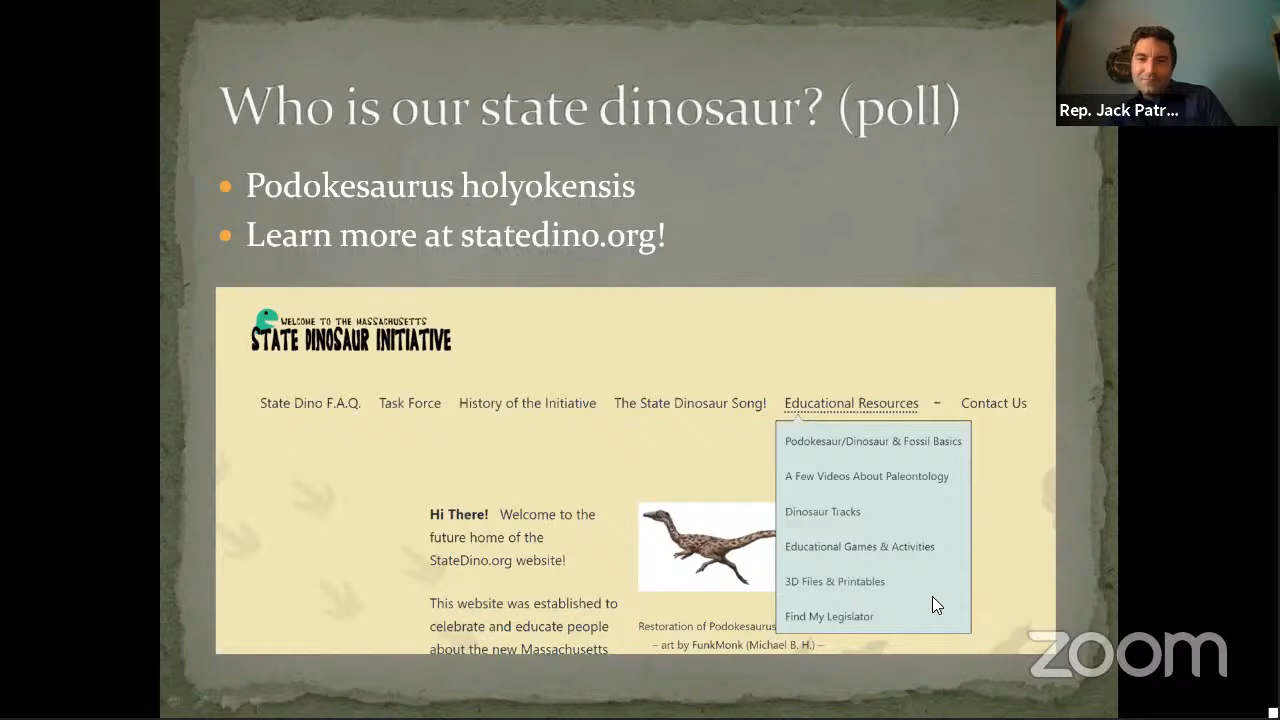 Who is our state dinosaur? (poll)
Rep. Jack Patr...
Podokesaurus holyokensis
Learn more at statedino.org!
WELCOME TO THE MASSACHUSETTS
STATE DINOSAUR INITIATIVE
State Dino F.A.Q. Task Force History of the Initiative The State Dinosaur Song! Educational Resources ~ Contact Us
Podokesaur/Dinosaur & Fossil Basics
A Few Videos About Paleontology
Dinosaur Tracks
Educational Games & Activities
3D Files & Printables
Find My Legislator
Hi There! Welcome to the
future home of the
StateDino.org website!
This website was established to
celebrate and educate people
about the new Massachusetts
Restoration of Podokesaurus
– art by FunkMonk (Michael B. H.) –
zoom